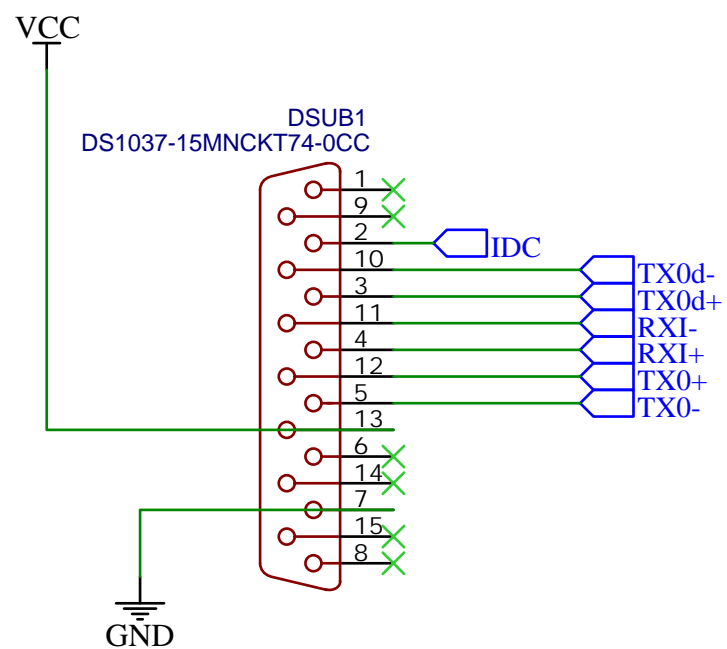 VCC
DSUB1
DS1037-15MNCKT74-0CC
1
9
2
IDC
10
TX0d-
3
TX0d+
11
RXI-
4
RXI+
12
TX0+
5
TX0-
13
6
14
7
15
8
GND